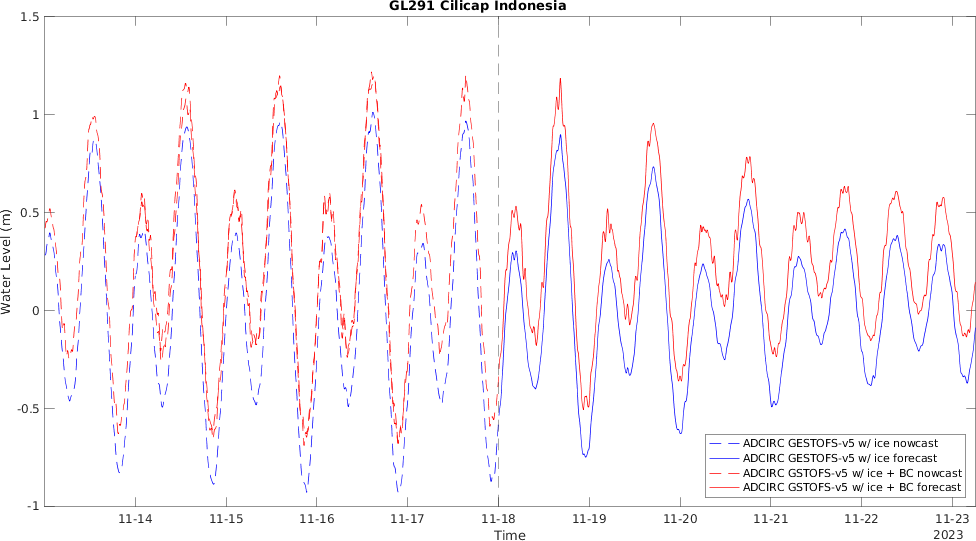 GL291 Cilicap Indonesia
1.5
1
0.5
0
-0.5
-1
Water Level (m)
ADCIRC GESTOFS-v5 w/ ice nowcast
ADCIRC GESTOFS-v5 w/ ice forecast
ADCIRC GSTOFS-v5 w/ ice + BC nowcast
ADCIRC GSTOFS-v5 w/ ice + BC forecast
11-14 11-15 11-16 11-17 11-18 11-19 11-20 11-21 11-22 11-23
Time
2023